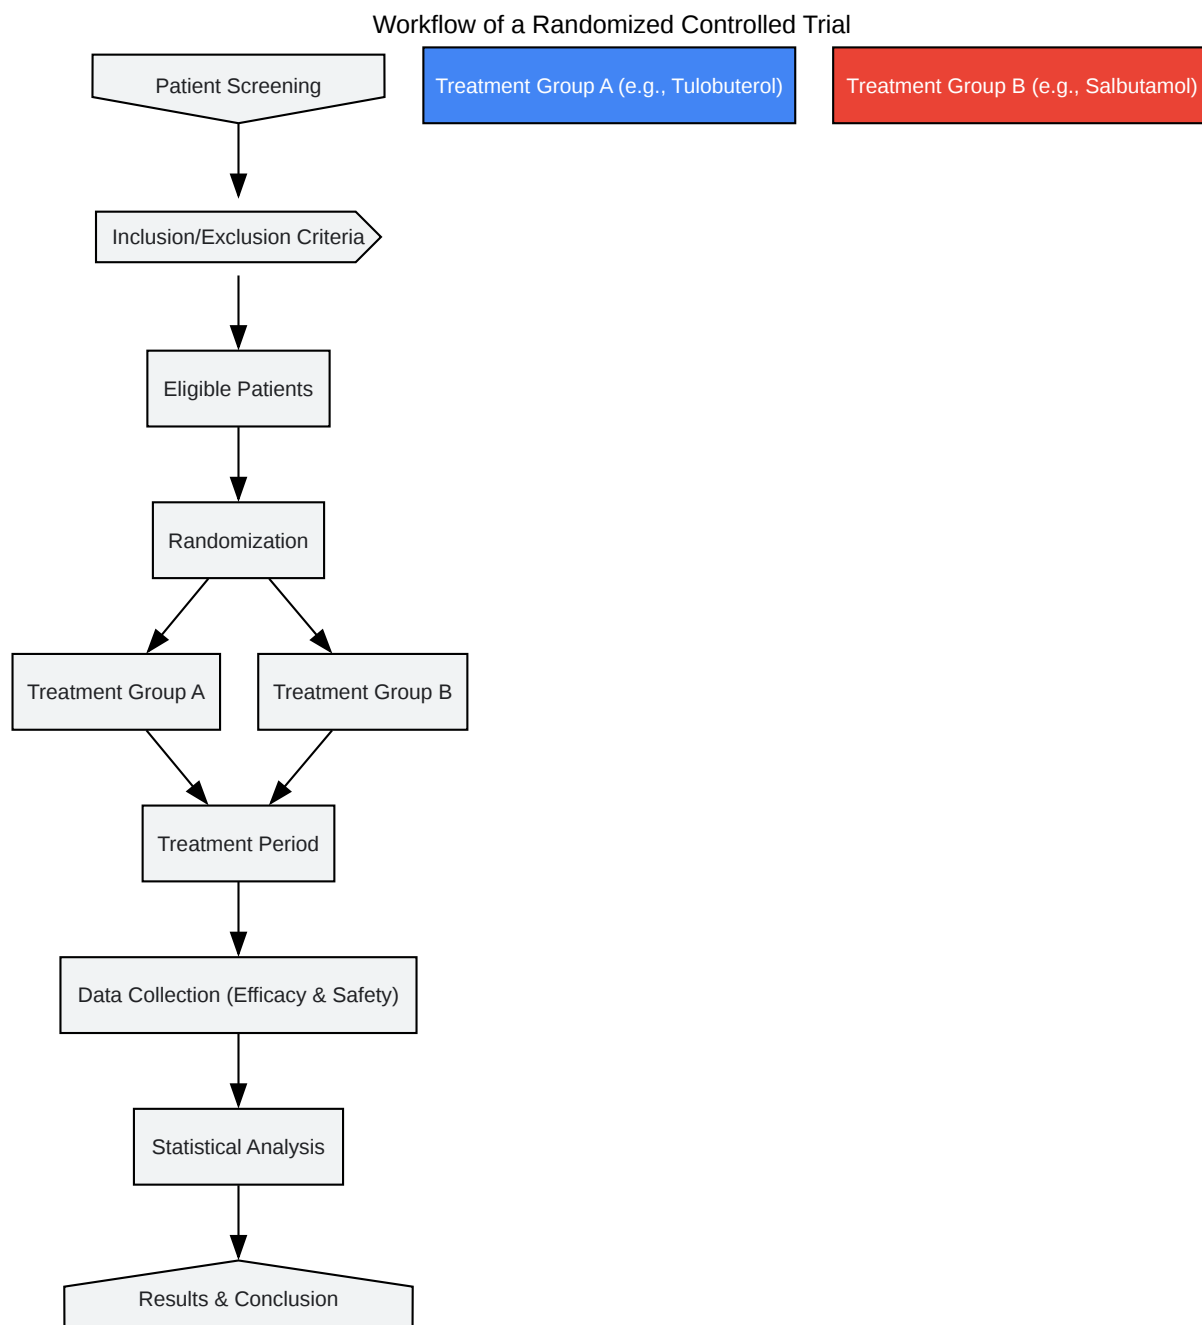 Workflow of a Randomized Controlled Trial
Patient Screening
Treatment Group A (e.g., Tulobuterol)
Treatment Group B (e.g., Salbutamol)
Inclusion/Exclusion Criteria
Eligible Patients
Randomization
Treatment Group A
Treatment Group B
Treatment Period
Data Collection (Efficacy & Safety)
Statistical Analysis
Results & Conclusion